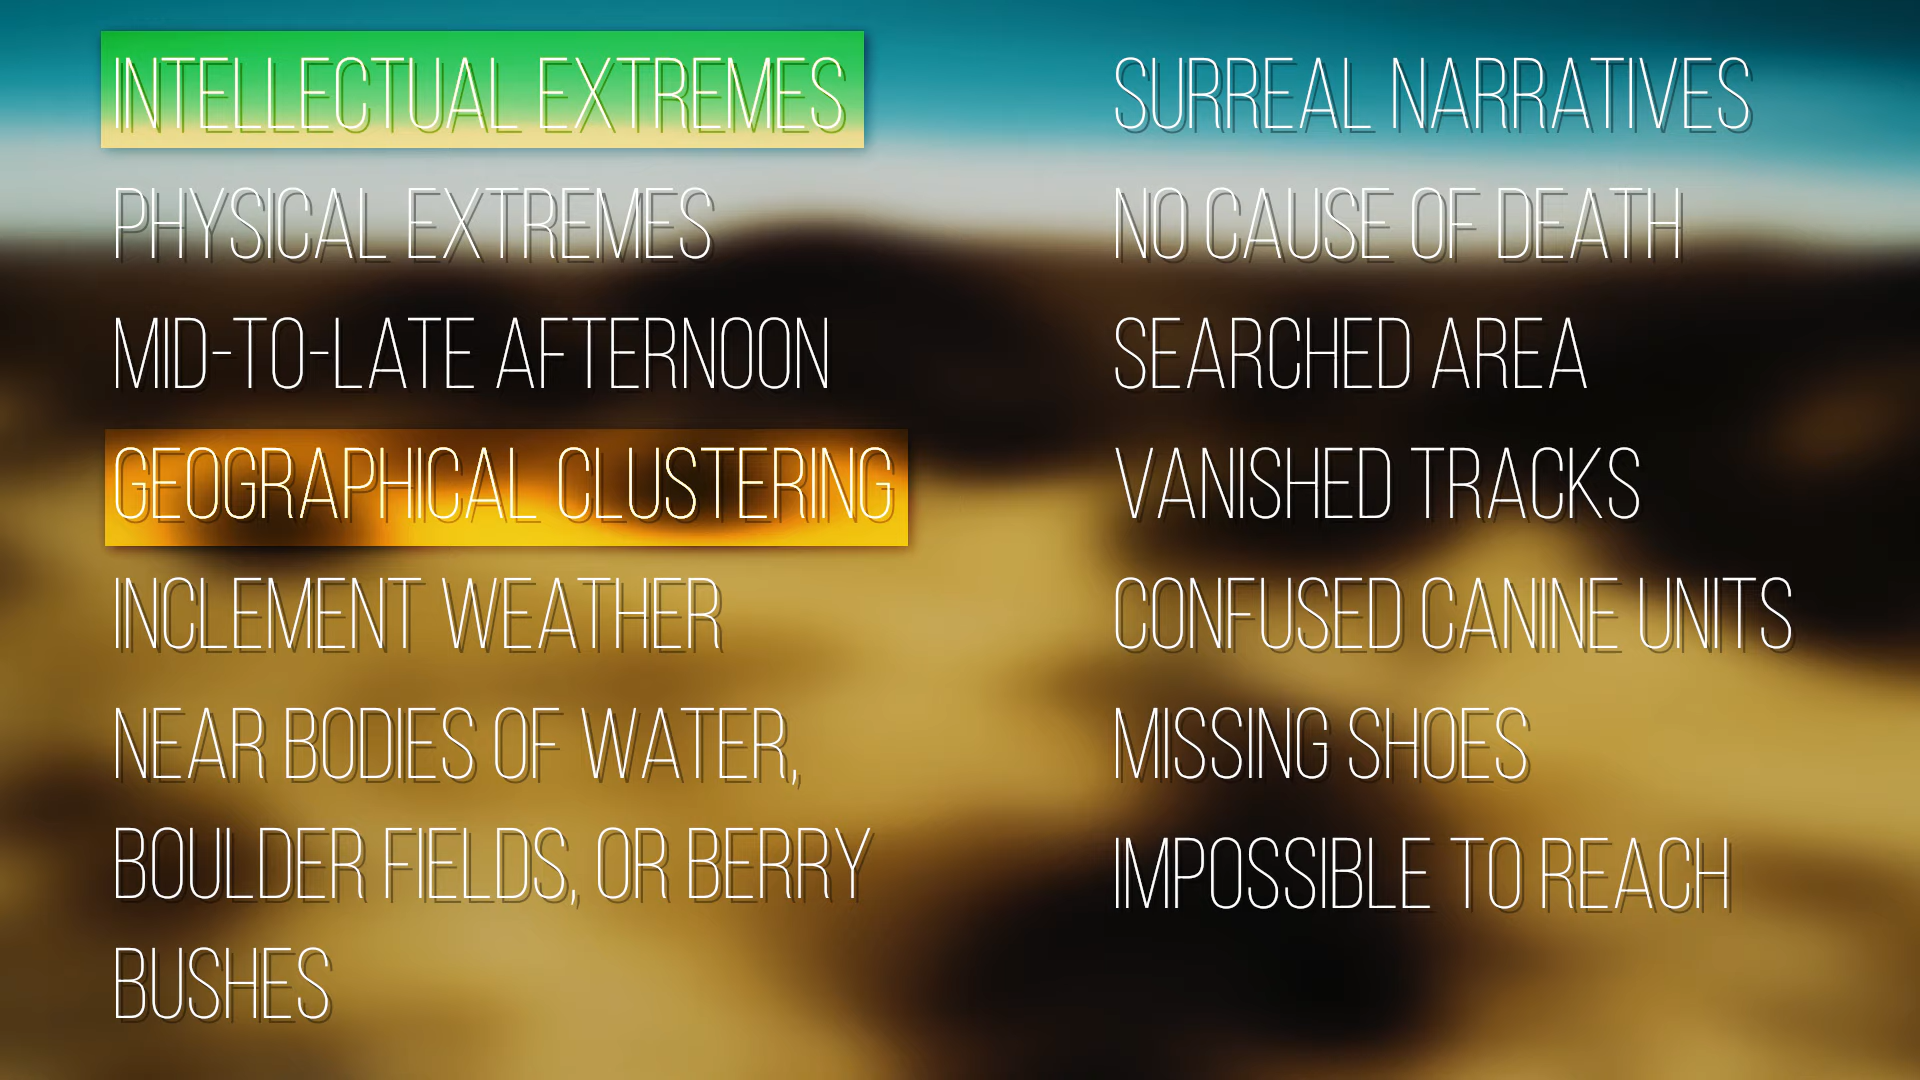 INTELLECTUAL EXTREMES
PHYSICAL EXTREMES
MID-TO-LATE AFTERNOON
GEOGRAPHICAL CLUSTERING
INCLEMENT WEATHER
NEAR BODIES OF WATER,
BOULDER FIELDS, OR BERRY
BUSHES
SURREAL NARRATIVES
NO CAUSE OF DEATH
SEARCHED AREA
VANISHED TRACKS
CONFUSED CANINE UNITS
MISSING SHOES
IMPOSSIBLE TO REACH